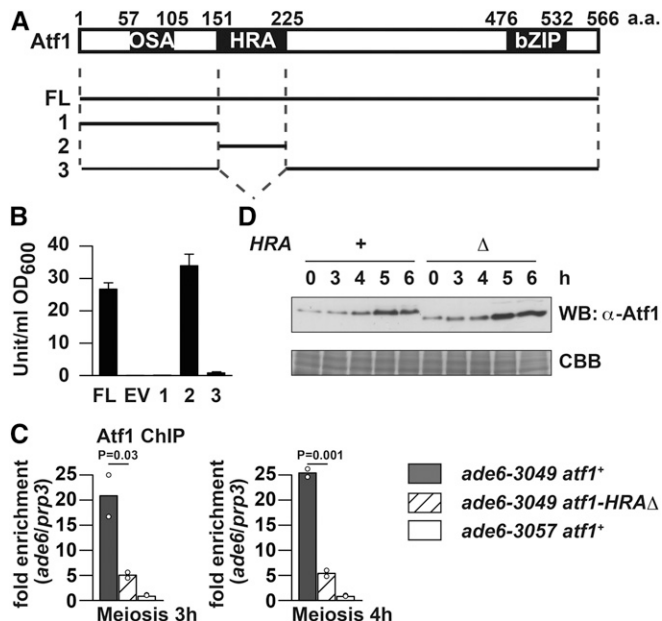 A
1 57 105 151 225 476 532 566 a.a.
Atf1 OSA HRA bZIP
FL
1
2
3
B
Unit/ml OD600
40
30
20
10
0
FL EV 1 2 3
D
HRA + Δ
0 3 4 5 6 0 3 4 5 6 h
WB: α-Atf1
CBB
C
Atf1 ChIP
P=0.03
fold enrichment
(ade6/prp3)
25
20
15
10
5
0
Meiosis 3h
P=0.001
fold enrichment
(ade6/prp3)
25
20
15
10
5
0
Meiosis 4h
ade6-3049 atf1+
ade6-3049 atf1-HRAΔ
ade6-3057 atf1+